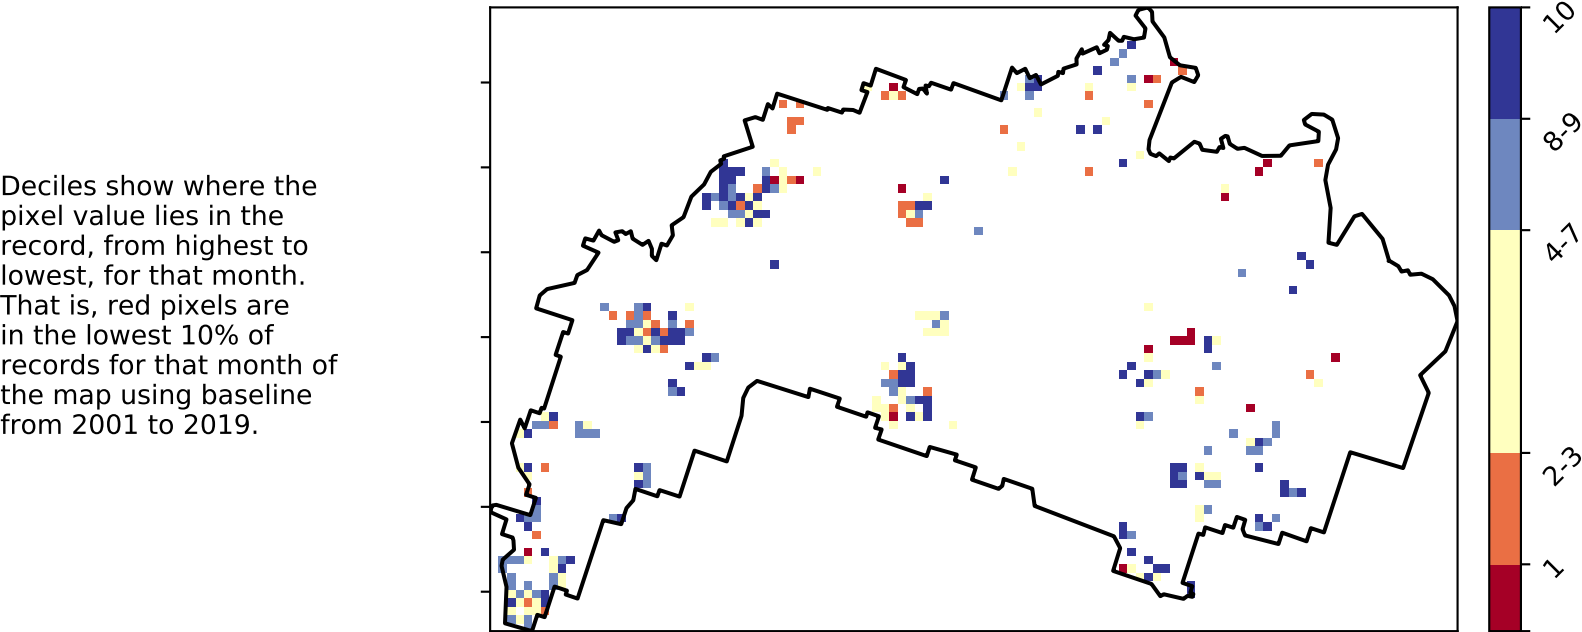 Deciles show where the
pixel value lies in the
record, from highest to
lowest, for that month.
That is, red pixels are
in the lowest 10% of
records for that month of
the map using baseline
from 2001 to 2019.
10
8-9
4-7
2-3
1